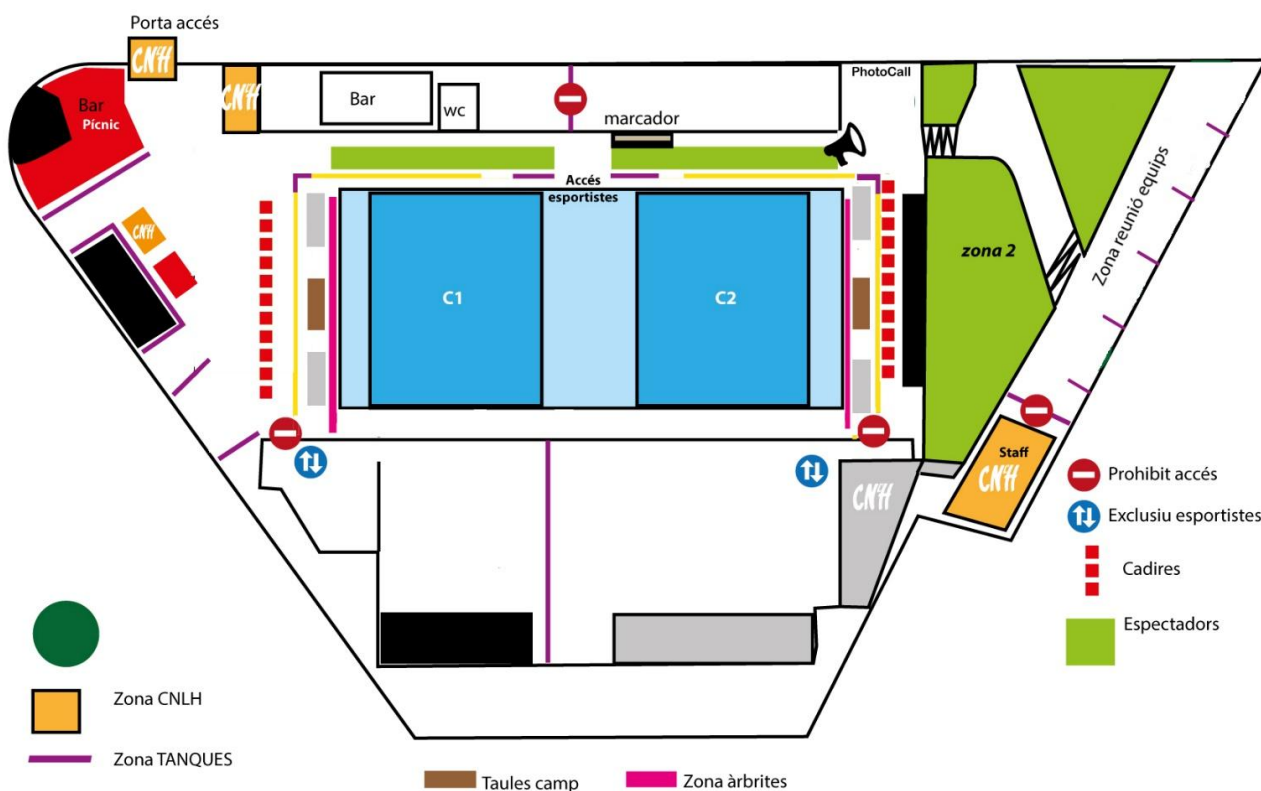 Porta accés
CNLH
CNLH
Bar
WC
marcador
PhotoCall
Bar
Pícnic
Accés
esportistes
CNLH
C1
C2
zona 2
Zona reunió equips
Staff
CNLH
CNLH
Prohibit accés
Exclusiu esportistes
Cadires
Espectadors
Zona CNLH
Zona TANQUES
Taules camp
Zona àrbitres